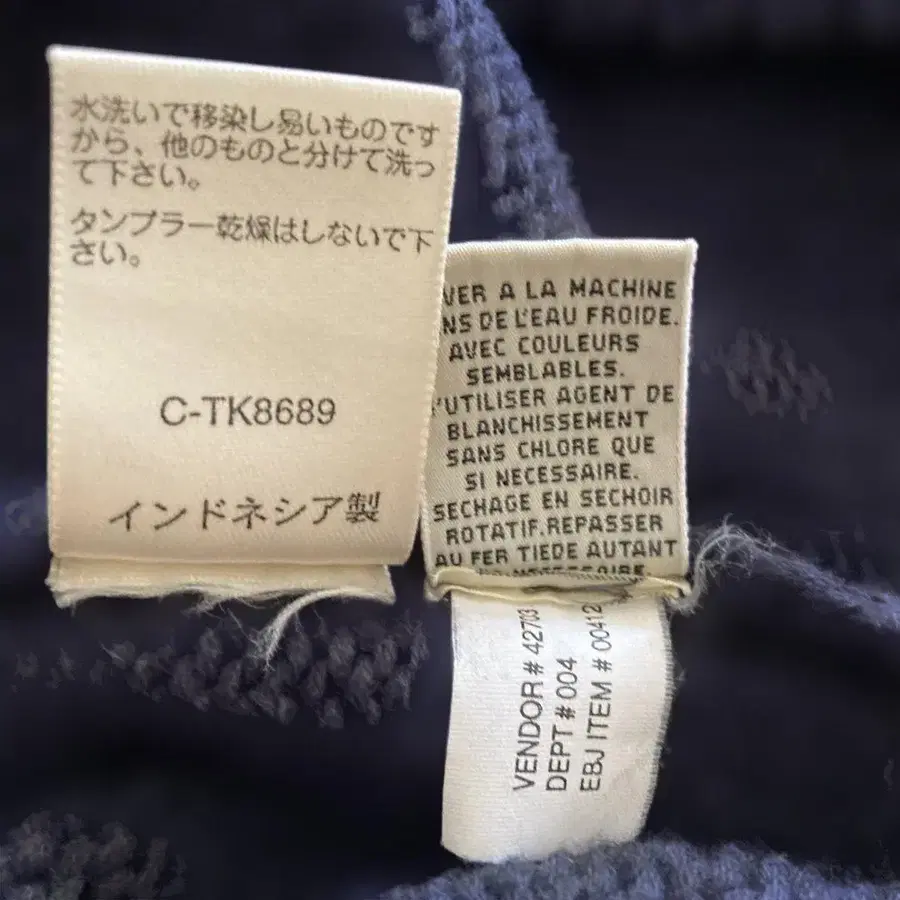 水洗いで移染し易いものです
から、他のものと分けて洗っ
て下さい。
タンブラー乾燥はしないで下
さい。
C-TK8689
インドネシア製
A LA MACHINE
DE L'EAU FROIDE.
AVEC COULEURS
SEMBLABLES.
AGENT DE
BLANCHISSEMENT
SANS CHLORE QUE
SI NECESSAIRE.
SECHAGE EN SECHOIR
ROTATIF.REPASSER
AU FER TIEDE AUTANT
VENDOR # 42703
DEPT # 004
EBJ ITEM # 00412